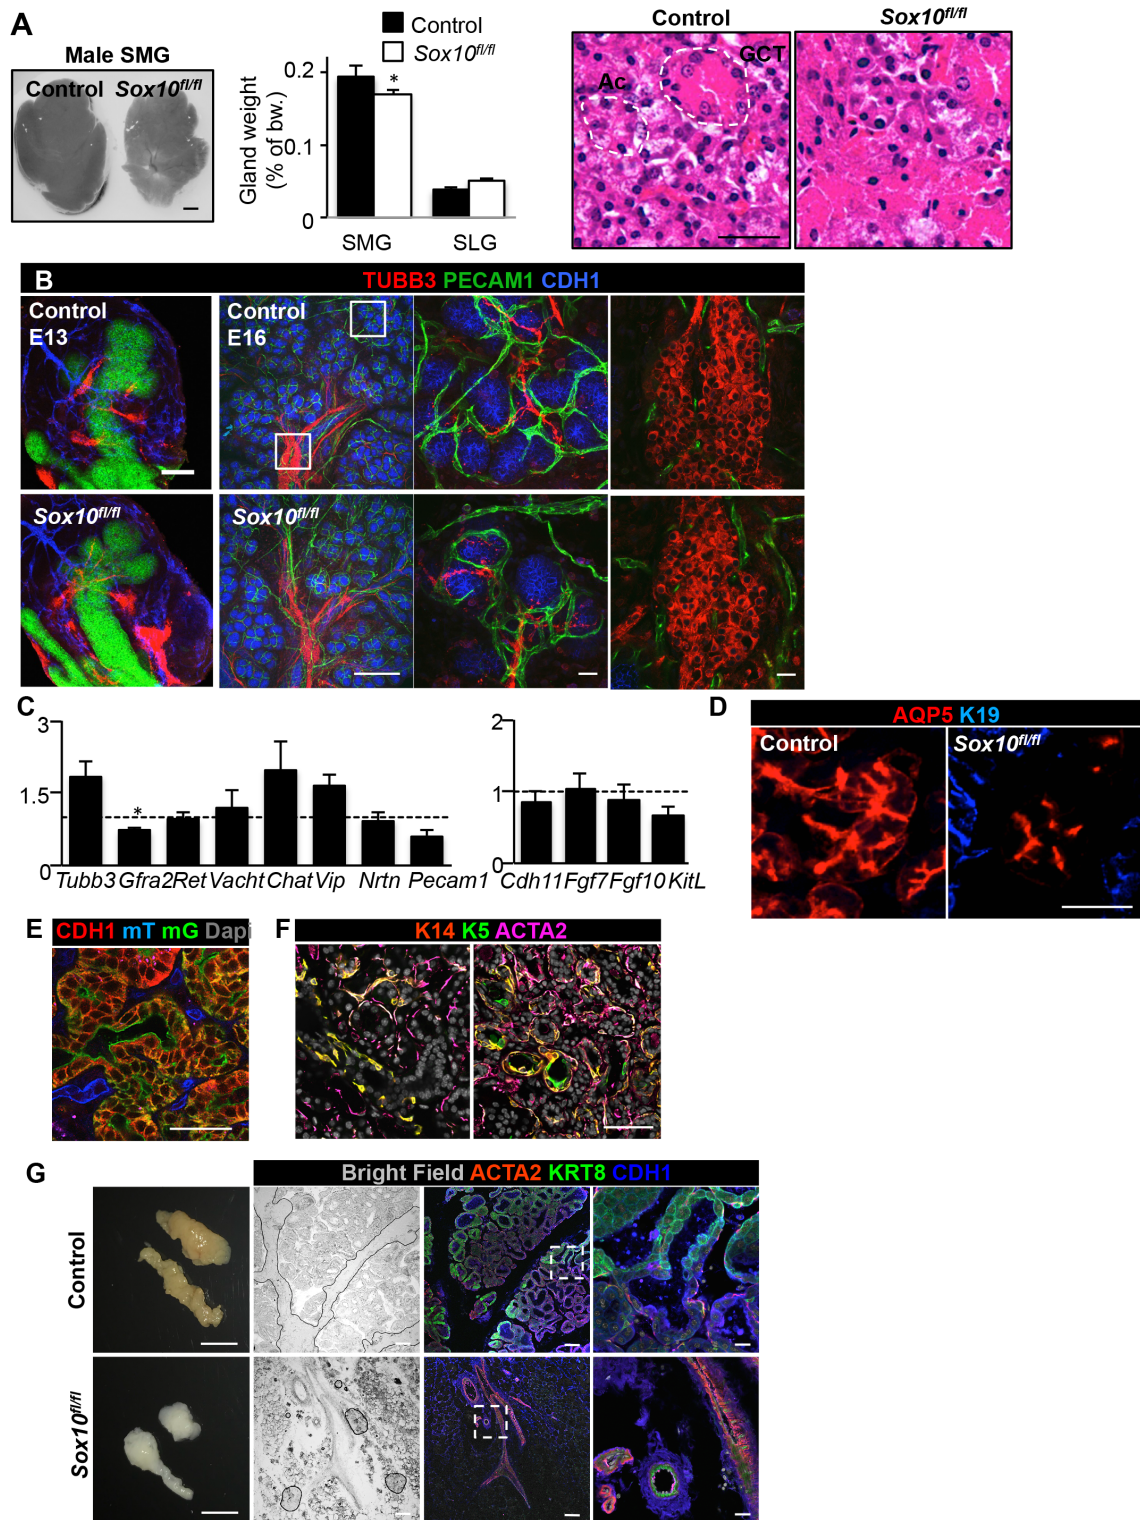 A
Male SMG
Control Sox10fl/fl
Control
Sox10fl/fl
Gland weight
(% of bw.)
0.2
0.1
0
*
SMG SLG
Control Sox10fl/fl
GCT
Ac
B
TUBB3 PECAM1 CDH1
Control
E13
Control
E16
Sox10fl/fl
Sox10fl/fl
C
3
1.5
0
*
Tubb3 Gfra2 Ret Vacht Chat Vip Nrtn Pecam1
2
1
0
Cdh11 Fgf7 Fgf10 KitL
D
AQP5 K19
Control
Sox10fl/fl
E
CDH1 mT mG Dapi
F
K14 K5 ACTA2
G
Bright Field ACTA2 KRT8 CDH1
Control
Sox10fl/fl